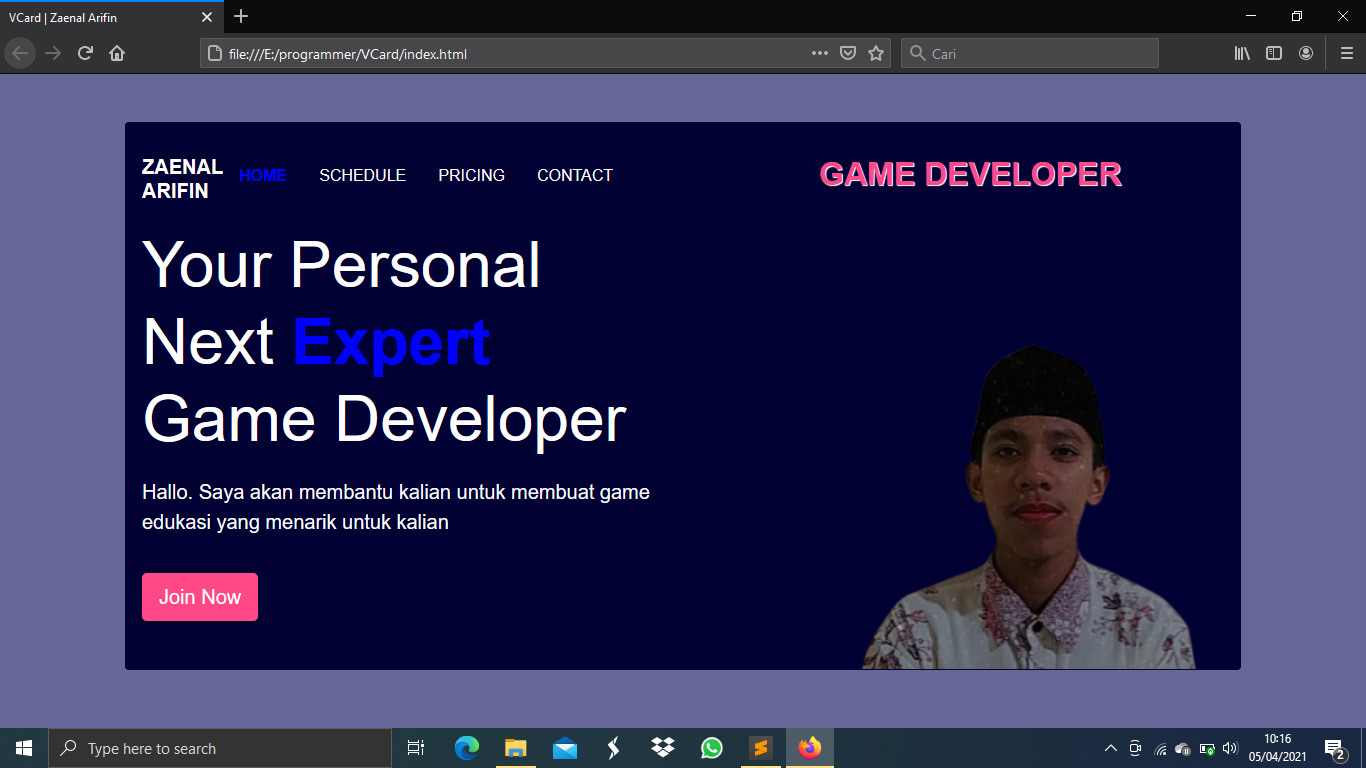 VCard | Zaenal Arifin
file:///E:/programmer/VCard/index.html
Cari
ZAENAL
ARIFIN
HOME SCHEDULE PRICING CONTACT
GAME DEVELOPER
Your Personal
Next Expert
Game Developer
Hallo. Saya akan membantu kalian untuk membuat game
edukasi yang menarik untuk kalian
Join Now
Type here to search
10:16
05/04/2021
2